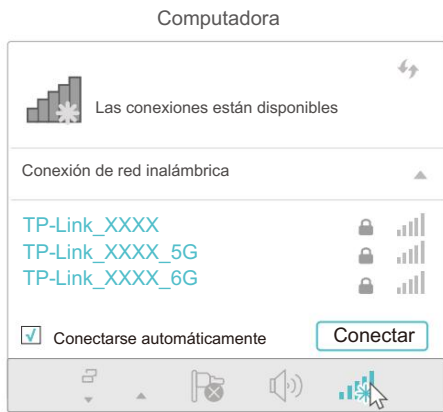 Computadora
Las conexiones están disponibles
Conexión de red inalámbrica
TP-Link_XXXX
TP-Link_XXXX_5G
TP-Link_XXXX_6G
Conectarse automáticamente
Conectar